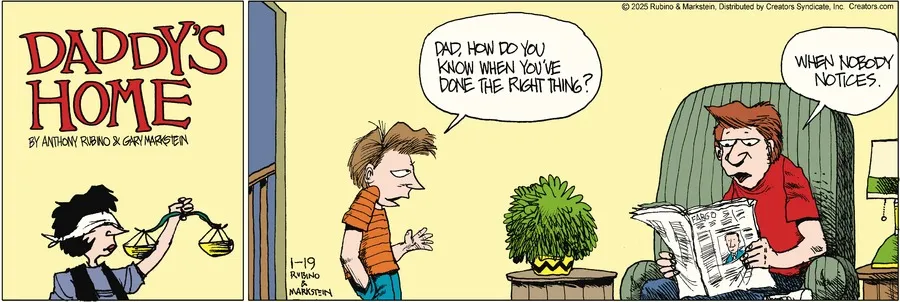 DADDY'S
HOME
BY ANTHONY RUBINO & GARY MARKSTEIN
© 2025 Rubino & Markstein, Distributed by Creators Syndicate, Inc. Creators.com
DAD, HOW DO YOU
KNOW WHEN YOU'VE
DONE THE RIGHT THING?
WHEN NOBODY
NOTICES.
FARGO
1-19
RUBINO
&
MARKSTEIN